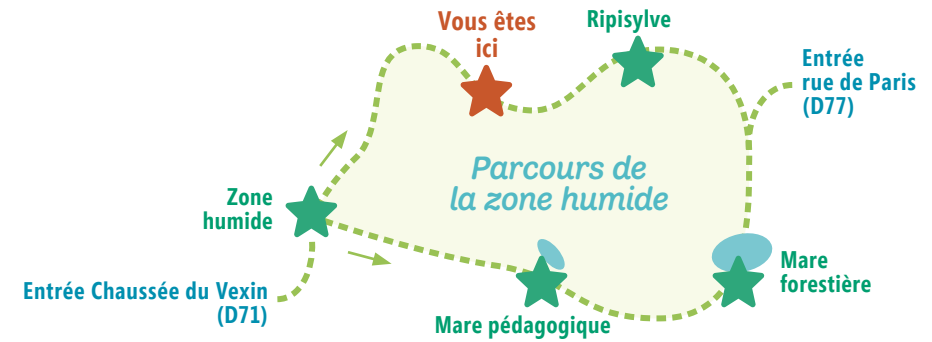 Vous êtes
ici
Ripisylve
Entrée
rue de Paris
(D77)
Parcours de
la zone humide
Zone
humide
Mare
forestière
Entrée Chaussée du Vexin
(D71)
Mare pédagogique